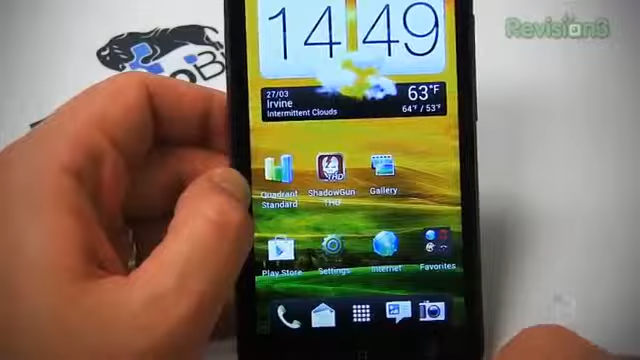 Revision3
14 49
27/03
Irvine
Intermittent Clouds
63°F
64°F / 53°F
Quadrant
Standard
ShadowGun
THD
Gallery
Play Store
Settings
Internet
Favorites